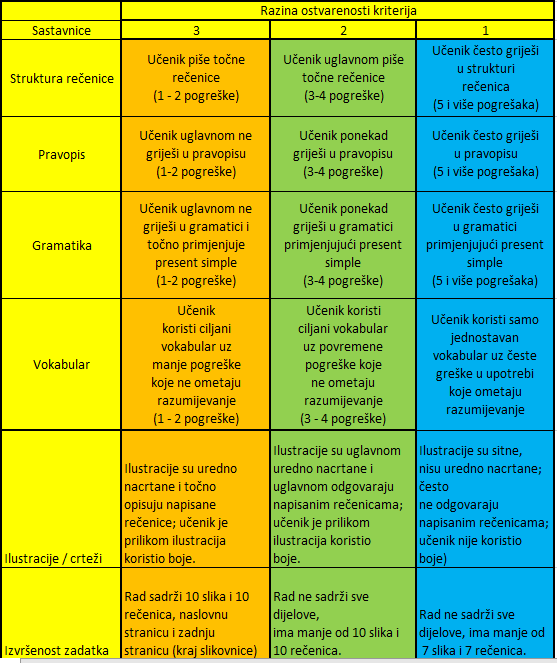 Razina ostvarenosti kriterija
Sastavnice
3
2
1
Struktura rečenice
Učenik piše točne
rečenice
(1 - 2 pogreške)
Učenik uglavnom piše
točne rečenice
(3-4 pogreške)
Učenik često griješi
u strukturi
rečenica
(5 i više pogrešaka)
Pravopis
Učenik uglavnom ne
griješi u pravopisu
(1-2 pogreške)
Učenik ponekad
griješi u pravopisu
(3-4 pogreške)
Učenik često griješi
u pravopisu
(5 i više pogrešaka)
Gramatika
Učenik uglavnom ne
griješi u gramatici i
točno primjenjuje
present simple
(1-2 pogreške)
Učenik ponekad
griješi u gramatici
primjenjujući present
simple
(3-4 pogreške)
Učenik često griješi
u gramatici
primjenjujući present
simple
(5 i više pogrešaka)
Vokabular
Učenik
koristi ciljani
vokabular uz
manje pogreške
koje ne ometaju
razumijevanje
(1 - 2 pogreške)
Učenik koristi
ciljani vokabular
uz povremene
pogreške koje
ne ometaju
razumijevanje
(3 - 4 pogreške)
Učenik koristi samo
jednostavan
vokabular uz česte
greške u upotrebi
koje ometaju
razumijevanje
Ilustracije / crteži
Ilustracije su uredno
nacrtane i točno
opisuju napisane
rečenice; učenik je
prilikom ilustracija
koristio boje.
Ilustracije su uglavnom
uredno nacrtane i
uglavnom odgovaraju
napisanim rečenicama;
učenik je prilikom
ilustracija koristio
boje.
Ilustracije su sitne,
nisu uredno nacrtane;
često
ne odgovaraju
napisanim rečenicama;
učenik nije koristio
boje)
Izvršenost zadatka
Rad sadrži 10 slika i 10
rečenica, naslovnu
stranicu i zadnju
stranicu (kraj slikovnice)
Rad ne sadrži sve
dijelove,
ima manje od 10 slika i
10 rečenica.
Rad ne sadrži sve
dijelove, ima manje od
7 slika i 7 rečenica.